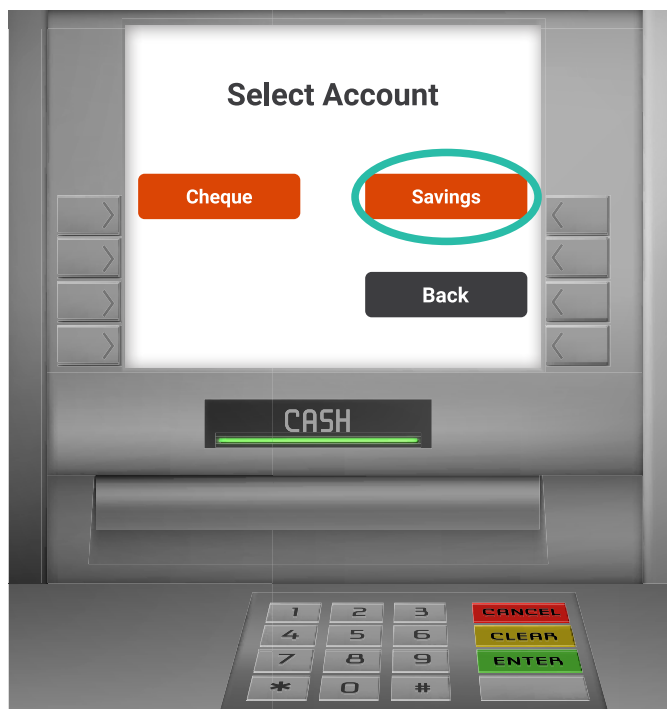 Select Account
Cheque Savings
Back
CASH
1 2 3 CANCEL
4 5 6 CLEAR
7 8 9 ENTER
* 0 #